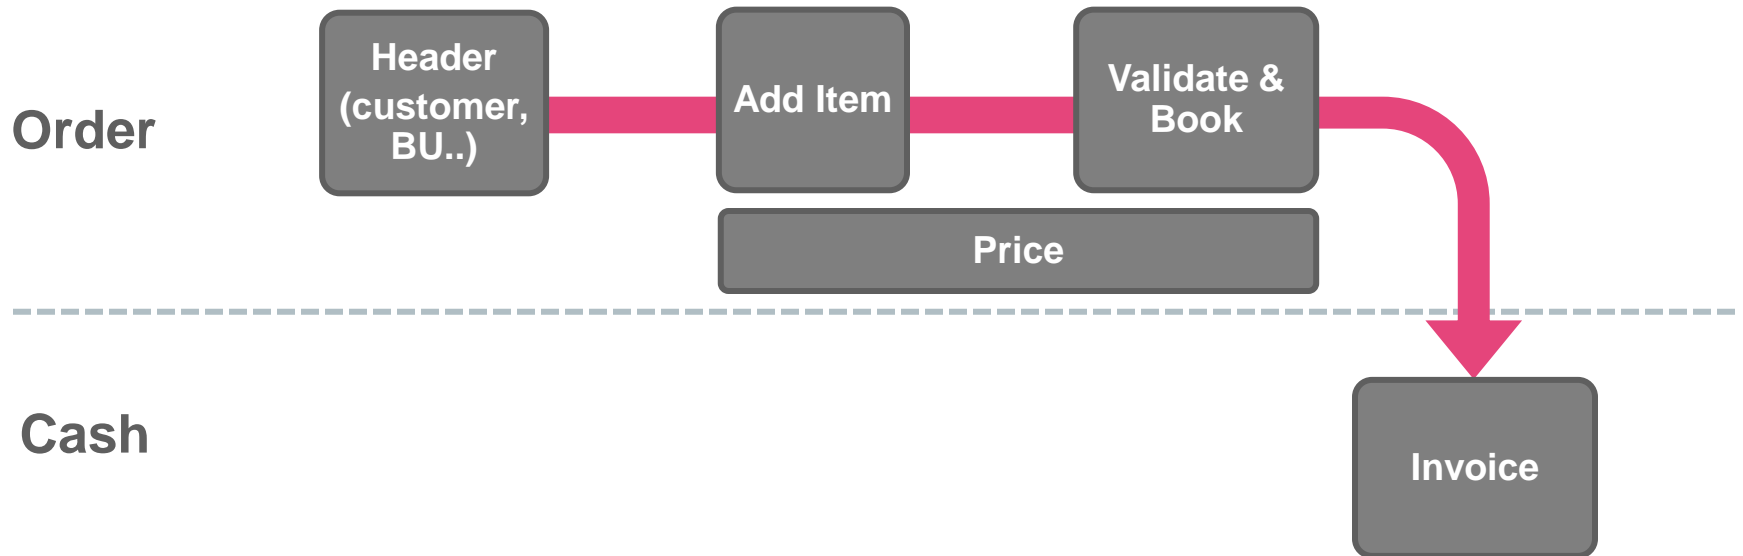 Order
Header
(customer,
BU..)
Add Item
Validate &
Book
Price
Cash
Invoice